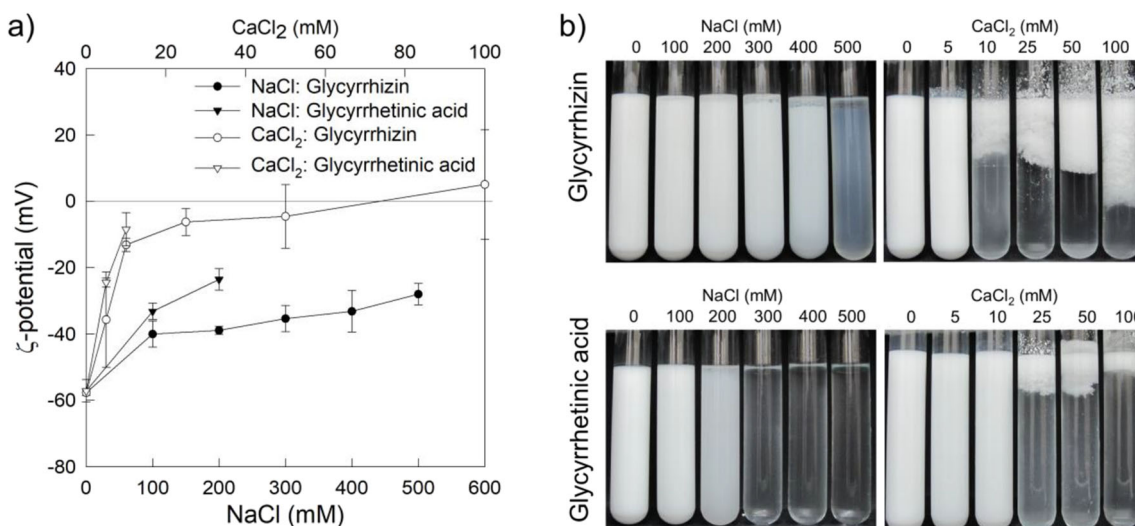 a)
CaCl2 (mM)
0 20 40 60 80 100
40
20
0
-20
-40
-60
-80
ζ-potential (mV)
NaCl: Glycyrrhizin
NaCl: Glycyrrhetinic acid
CaCl2: Glycyrrhizin
CaCl2: Glycyrrhetinic acid
0 100 200 300 400 500 600
NaCl (mM)
b)
NaCl (mM)
0 100 200 300 400 500
CaCl2 (mM)
0 5 10 25 50 100
Glycyrrhizin
NaCl (mM)
0 100 200 300 400 500
CaCl2 (mM)
0 5 10 25 50 100
Glycyrrhetinic acid